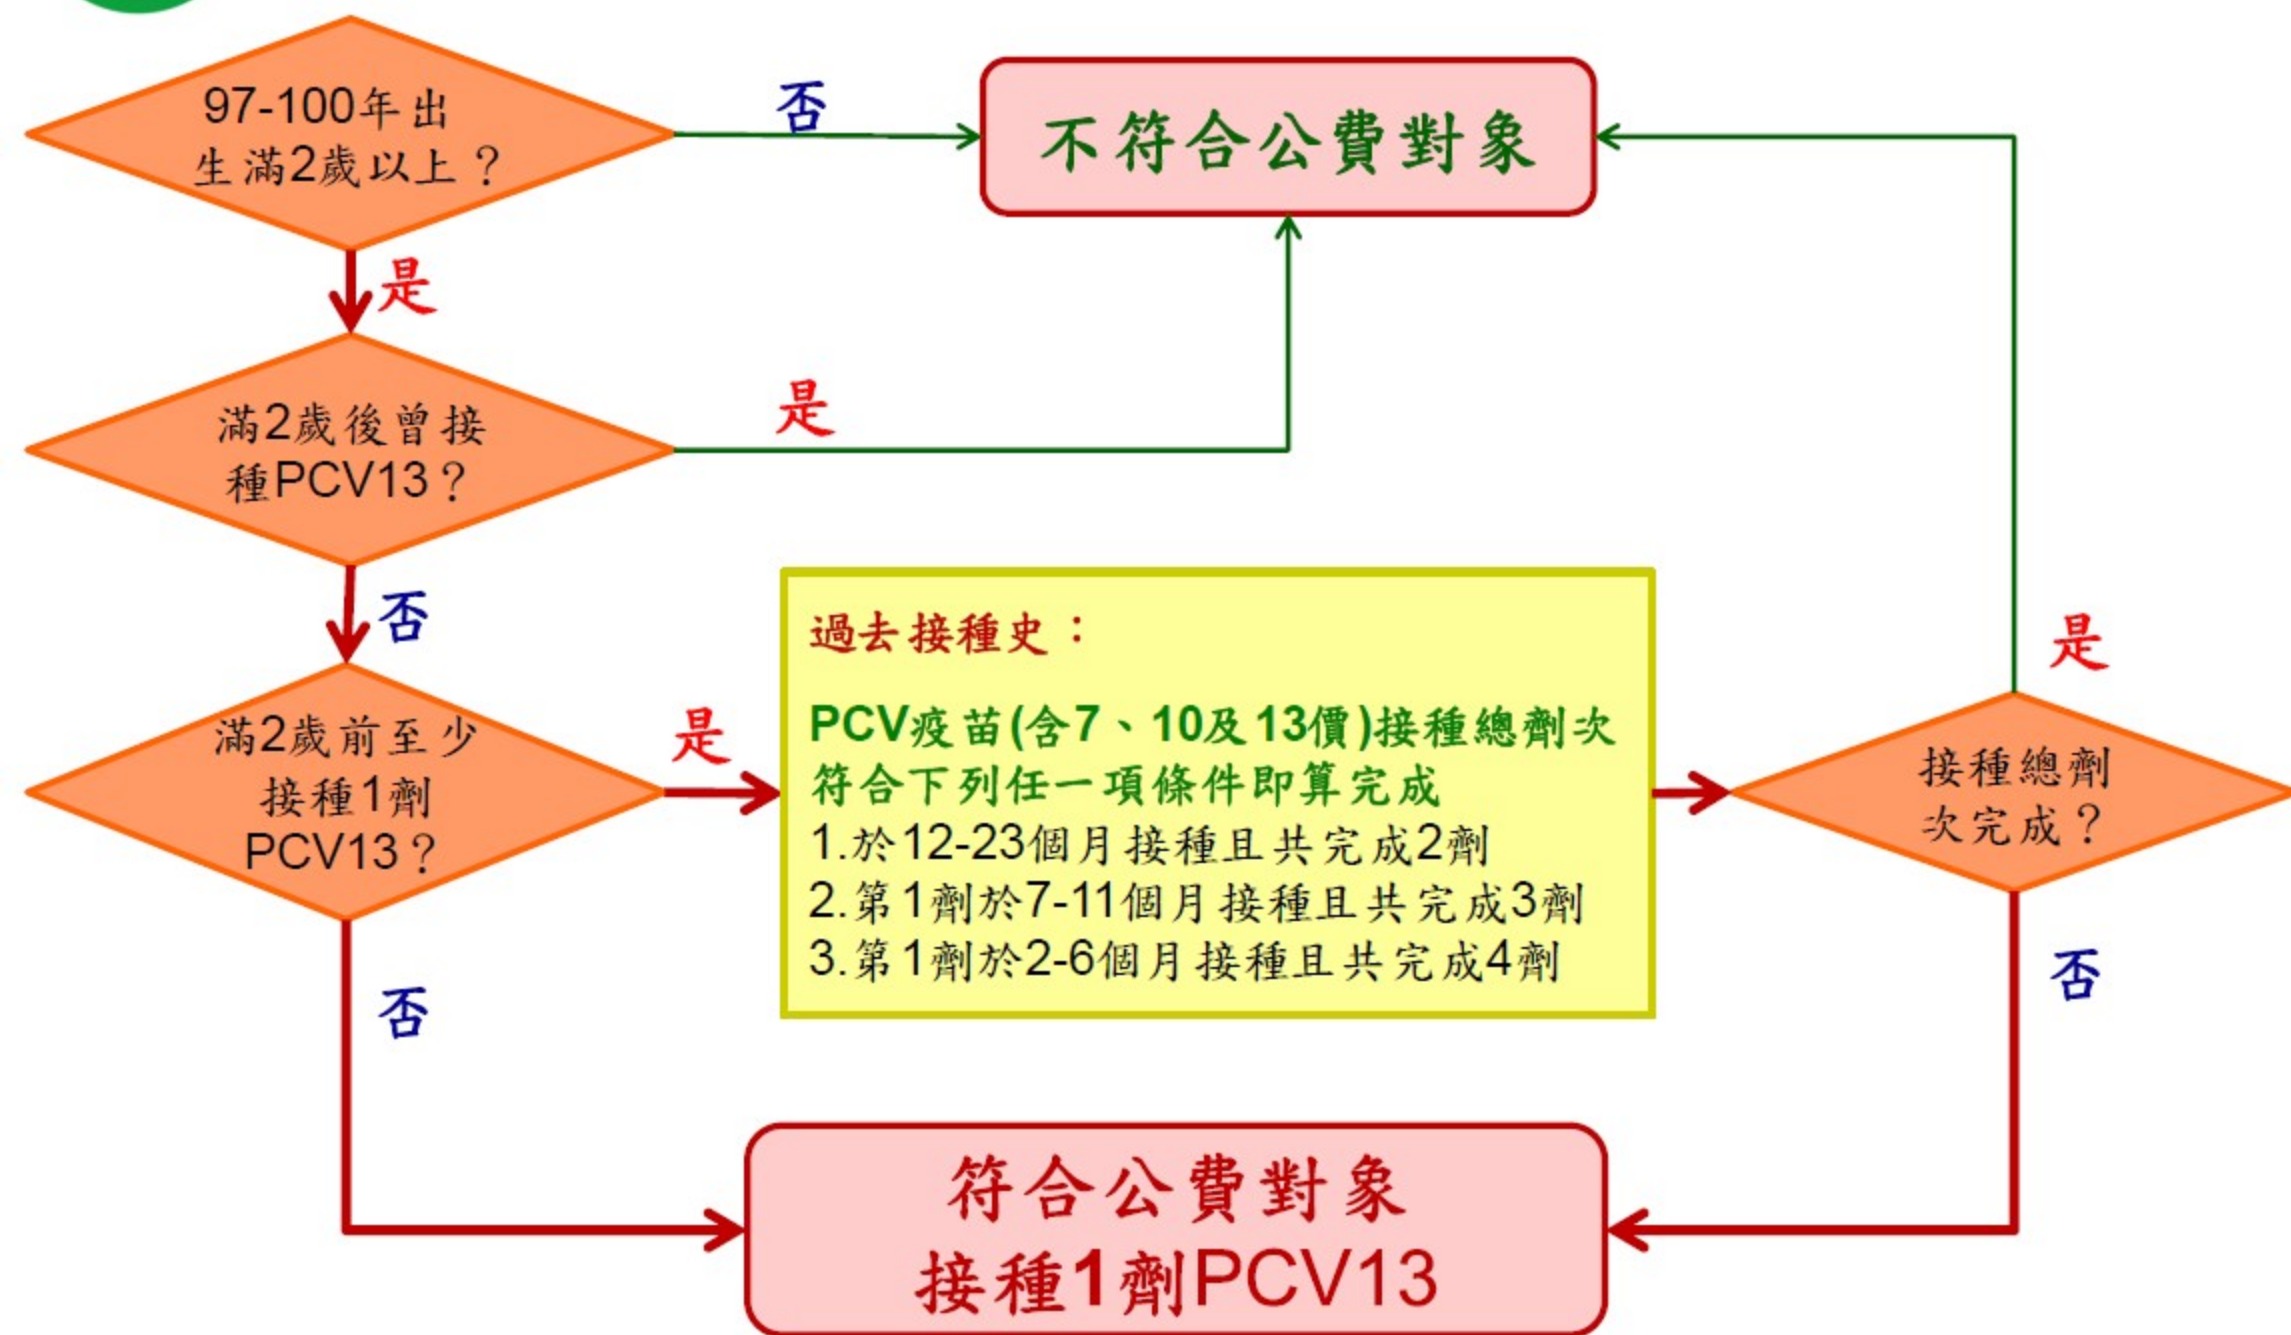 97-100年出
生滿2歲以上？
否
不符合公費對象
是
滿2歲後曾接
種PCV13？
是
否
滿2歲前至少
接種1劑
PCV13？
是
過去接種史：
PCV疫苗(含7、10及13價)接種總劑次
符合下列任一項條件即算完成
1.於12-23個月接種且共完成2劑
2.第1劑於7-11個月接種且共完成3劑
3.第1劑於2-6個月接種且共完成4劑
接種總劑
次完成？
是
否
否
符合公費對象
接種1劑PCV13